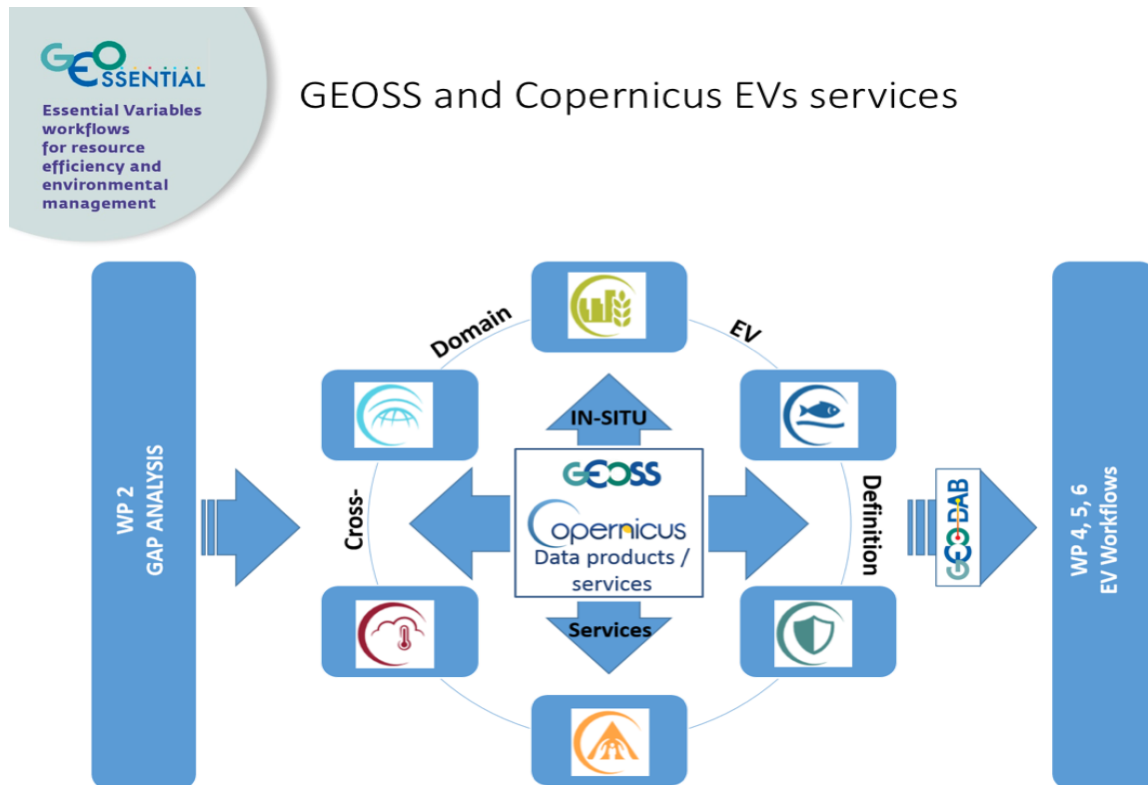 GEO
ESSENTIAL
Essential Variables
workflows
for resource
efficiency and
environmental
management
GEOSS and Copernicus EVs services
WP 2
GAP ANALYSIS
Cross-
Domain
EV
Definition
IN-SITU
GEOSS
Copernicus
Data products /
services
Services
GEO DAB
WP 4, 5, 6
EV Workflows